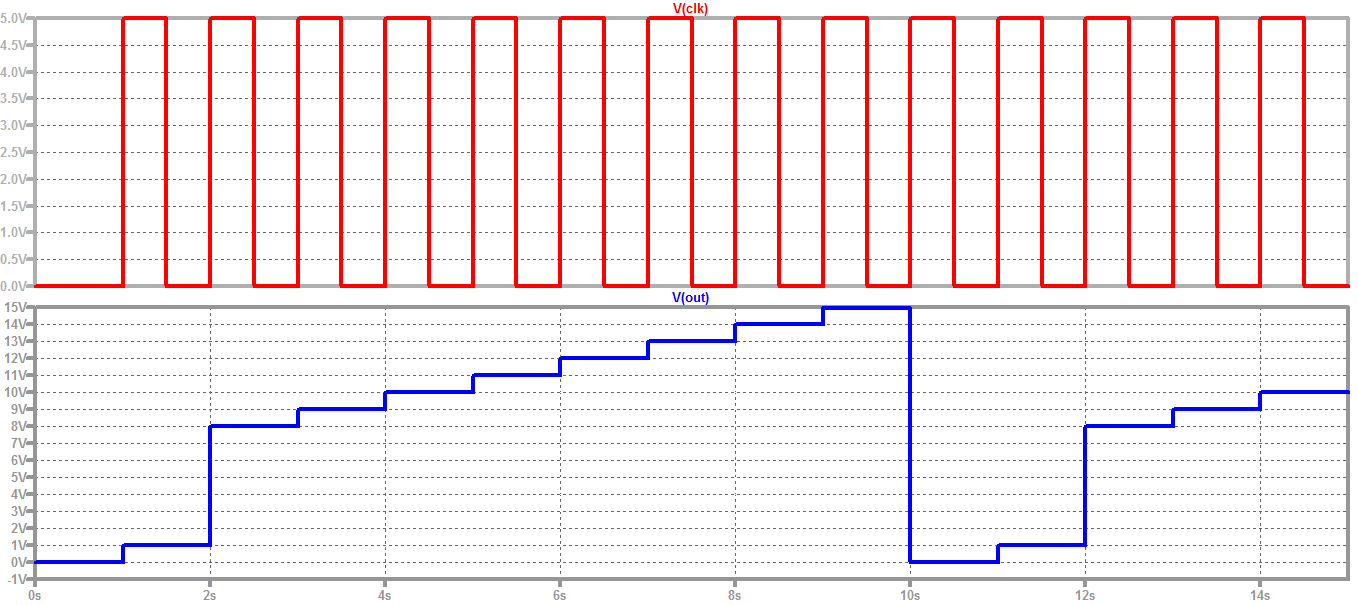 V(clk)
5.0V
4.5V
4.0V
3.5V
3.0V
2.5V
2.0V
1.5V
1.0V
0.5V
0.0V
V(out)
15V
14V
13V
12V
11V
10V
9V
8V
7V
6V
5V
4V
3V
2V
1V
0V
-1V
0s 2s 4s 6s 8s 10s 12s 14s